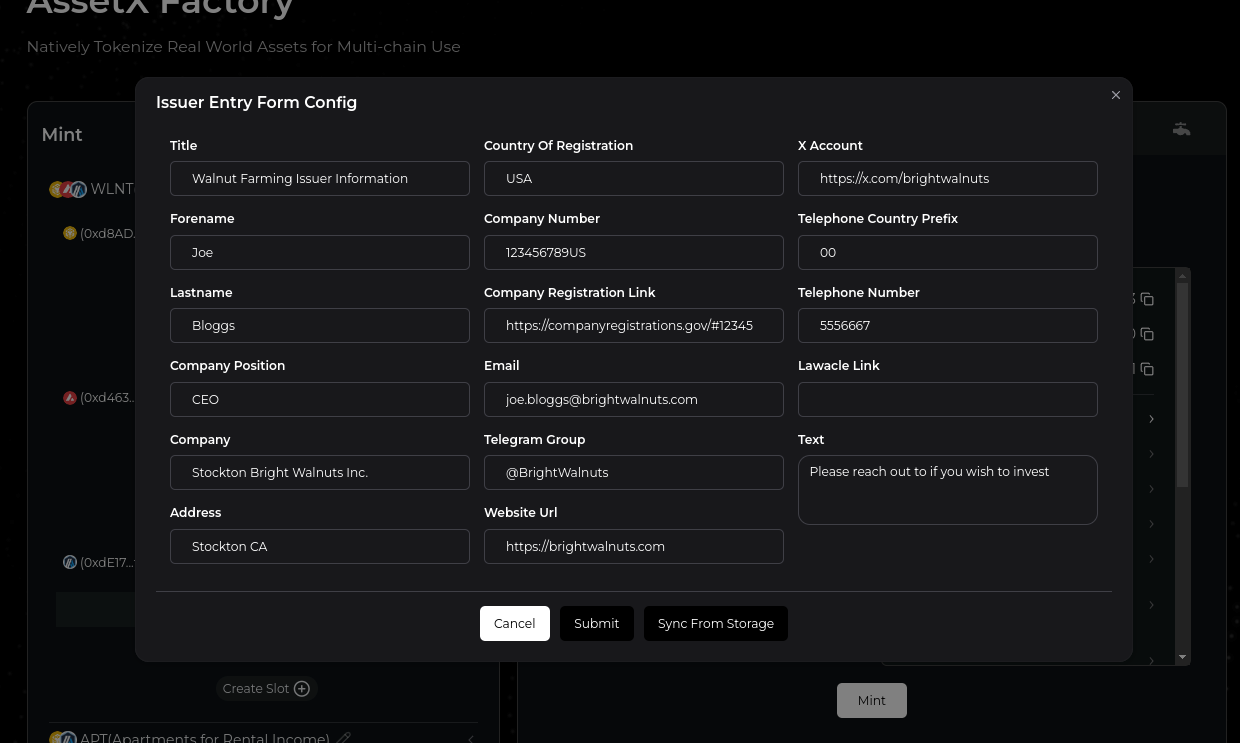 AssetX Factory
Natively Tokenize Real World Assets for Multi-chain Use
Mint
WLNT
(0xd8AD.
(0xd463..
(0xdE17...
Create Slot
APT(Apartments for Rental Income)
Issuer Entry Form Config
Title
Walnut Farming Issuer Information
Forename
Joe
Lastname
Bloggs
Company Position
CEO
Company
Stockton Bright Walnuts Inc.
Address
Stockton CA
Country Of Registration
USA
Company Number
123456789US
Company Registration Link
https://companyregistrations.gov/#12345
Email
joe.bloggs@brightwalnuts.com
Telegram Group
@BrightWalnuts
Website Url
https://brightwalnuts.com
X Account
https://x.com/brightwalnuts
Telephone Country Prefix
00
Telephone Number
5556667
Lawacle Link
Text
Please reach out to if you wish to invest
Cancel
Submit
Sync From Storage
Mint